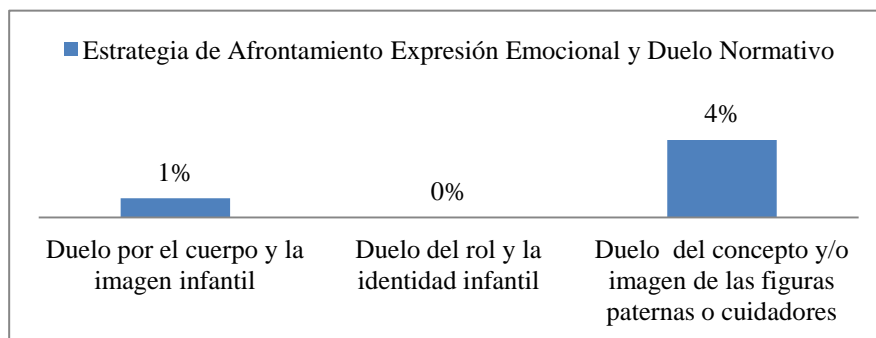 Estrategia de Afrontamiento Expresión Emocional y Duelo Normativo
4%
1%
0%
Duelo por el cuerpo y la
imagen infantil
Duelo del rol y la
identidad infantil
Duelo del concepto y/o
imagen de las figuras
paternas o cuidadores